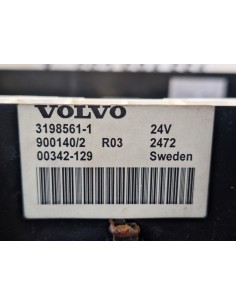 VOLVO
3198561-1 24V
900140/2 R03 2472
00342-129 Sweden